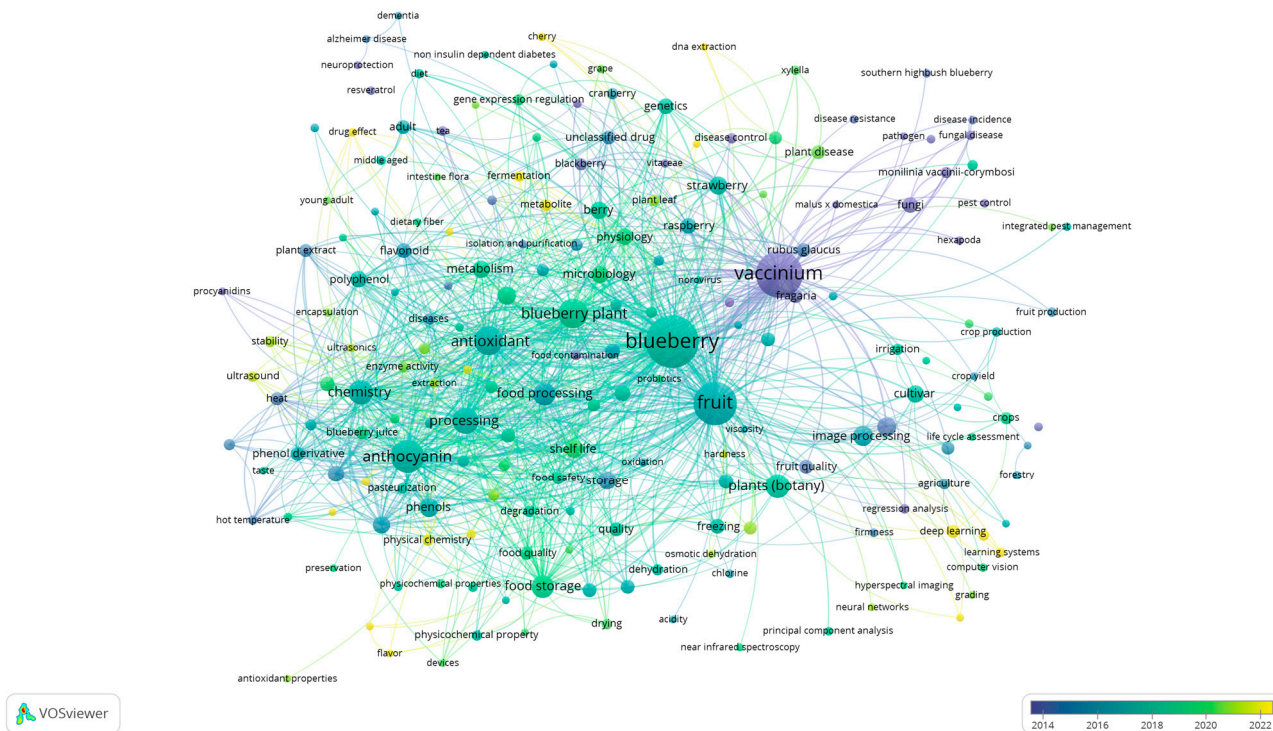 dementia
alzheimer disease
cherry
dna extraction
non insulin dependent diabetes
neuroprotection
diet
grape
xylella
southern highbush blueberry
resveratrol
cranberry
gene expression regulation
genetics
disease resistance
disease incidence
drug effect
adult
tea
unclassified drug
disease control
pathogen
fungal disease
plant disease
middle aged
blackberry
vitaceae
intestine flora
fermentation
strawberry
monilinia vaccinii-corymbosi
young adult
metabolite
plant leaf
malus x domestica
fungi
pest control
berry
dietary fiber
raspberry
integrated pest management
physiology
isolation and purification
hexapoda
plant extract
flavonoid
rubus glaucus
metabolism
microbiology
vaccinium
polyphenol
norovirus
procyanidins
fragaria
encapsulation
diseases
blueberry plant
fruit production
crop production
stability
ultrasonics
antioxidant
blueberry
food contamination
irrigation
enzyme activity
ultrasound
extraction
probiotics
crop yield
heat
chemistry
food processing
cultivar
fruit
crops
processing
blueberry juice
viscosity
image processing
life cycle assessment
phenol derivative
anthocyanin
shelf life
hardness
taste
oxidation
fruit quality
forestry
pasteurization
food safety
storage
plants (botany)
agriculture
phenols
degradation
regression analysis
hot temperature
quality
freezing
firmness
deep learning
physical chemistry
food quality
osmotic dehydration
learning systems
preservation
dehydration
chlorine
computer vision
physicochemical properties
food storage
hyperspectral imaging
grading
neural networks
drying
acidity
physicochemical property
principal component analysis
near infrared spectroscopy
flavor
devices
antioxidant properties
VOSviewer
2014 2016 2018 2020 2022